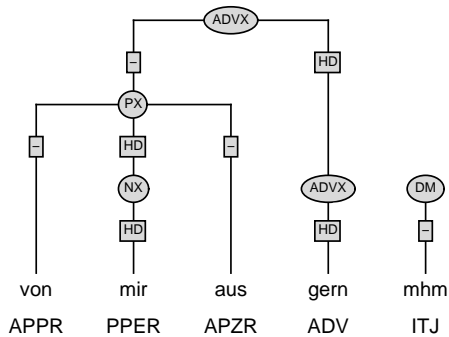 ADVX
– HD
PX
– HD –
NX ADVX DM
HD HD –
von mir aus gern mhm
APPR PPER APZR ADV ITJ